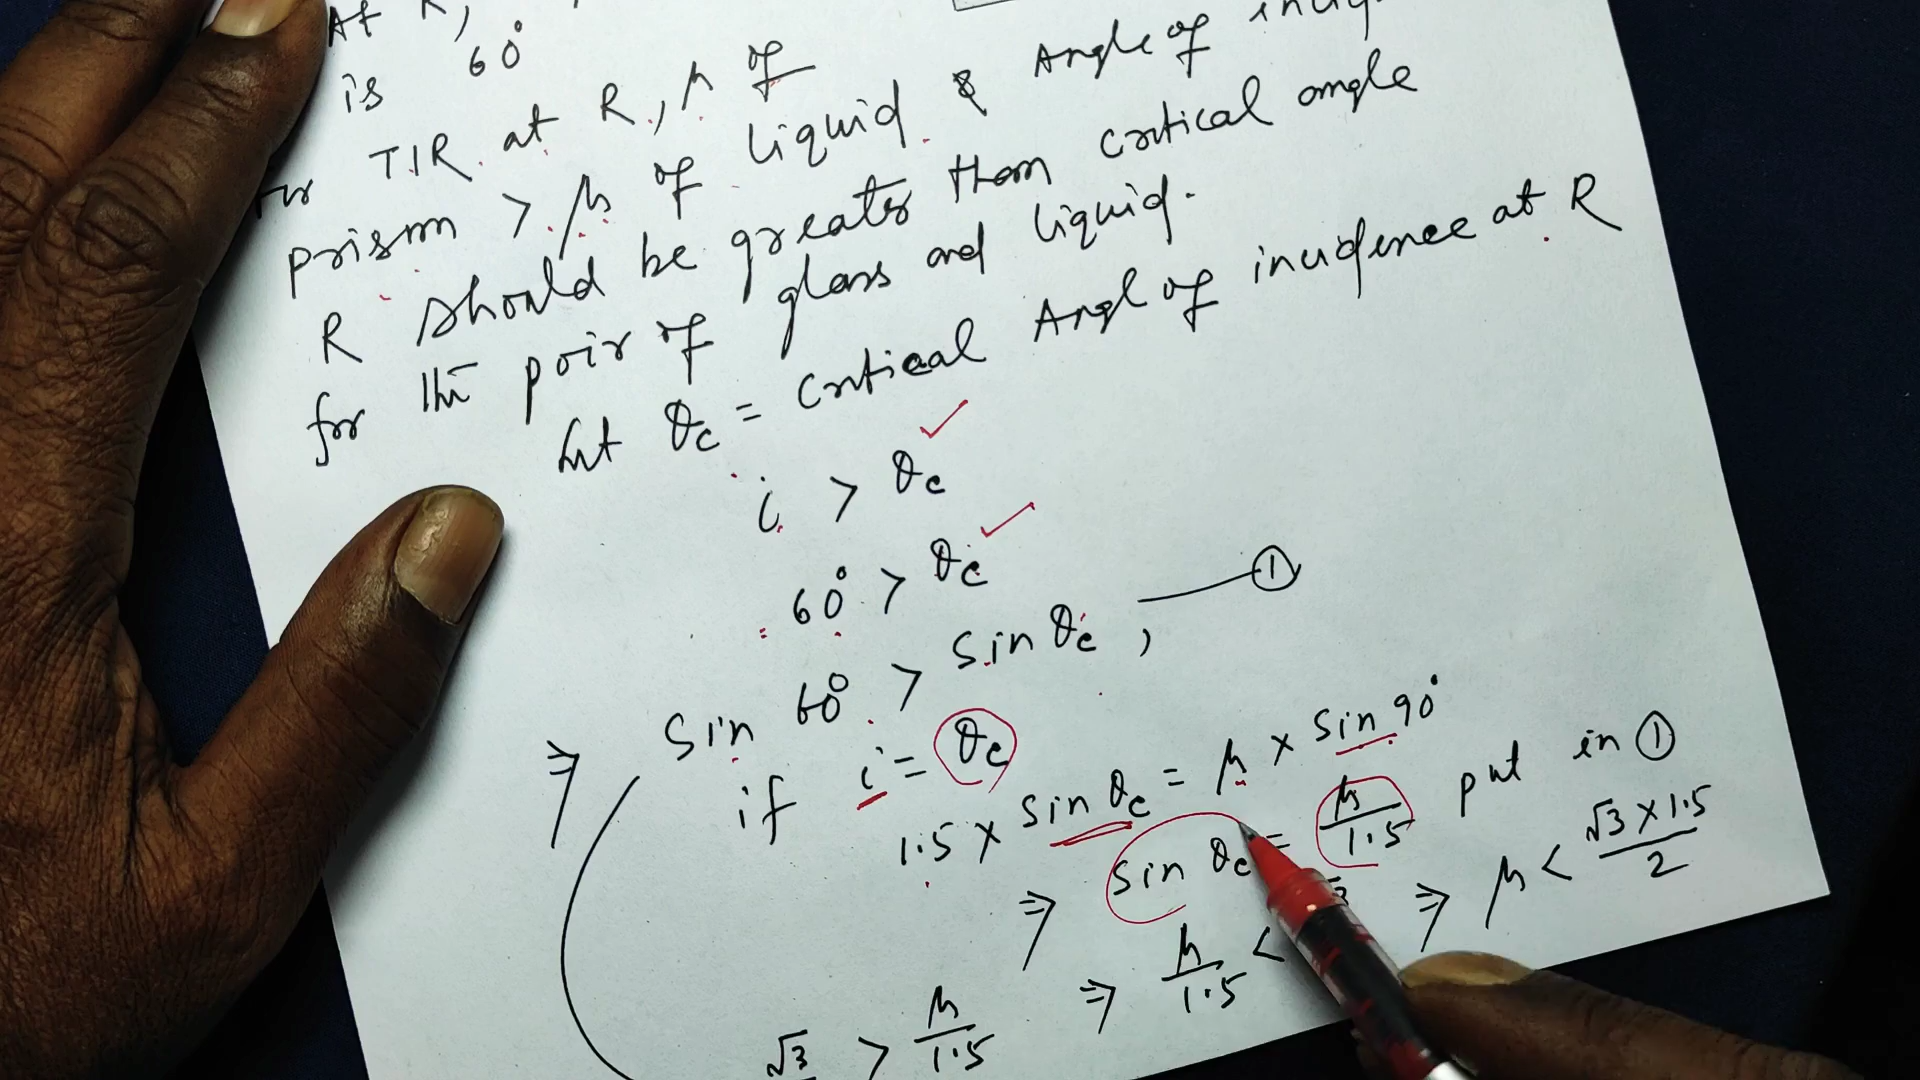 At R,
is 60°
for TIR at R, μ of
prism > μ of liquid & Angle of
R should be greater than critical angle
for the pair of glass and liquid.
Let θc = Critical Angl of incidence at R
i > θc
60° > θc
⇒ Sin 60° > Sin θc , ①
if i = θc
1.5 × Sin θc = μ × Sin 90°
⇒ Sin θc = μ/1.5 put in ①
√3 > μ/1.5 ⇒ μ/1.5 < ⇒ μ < √3 × 1.5/2